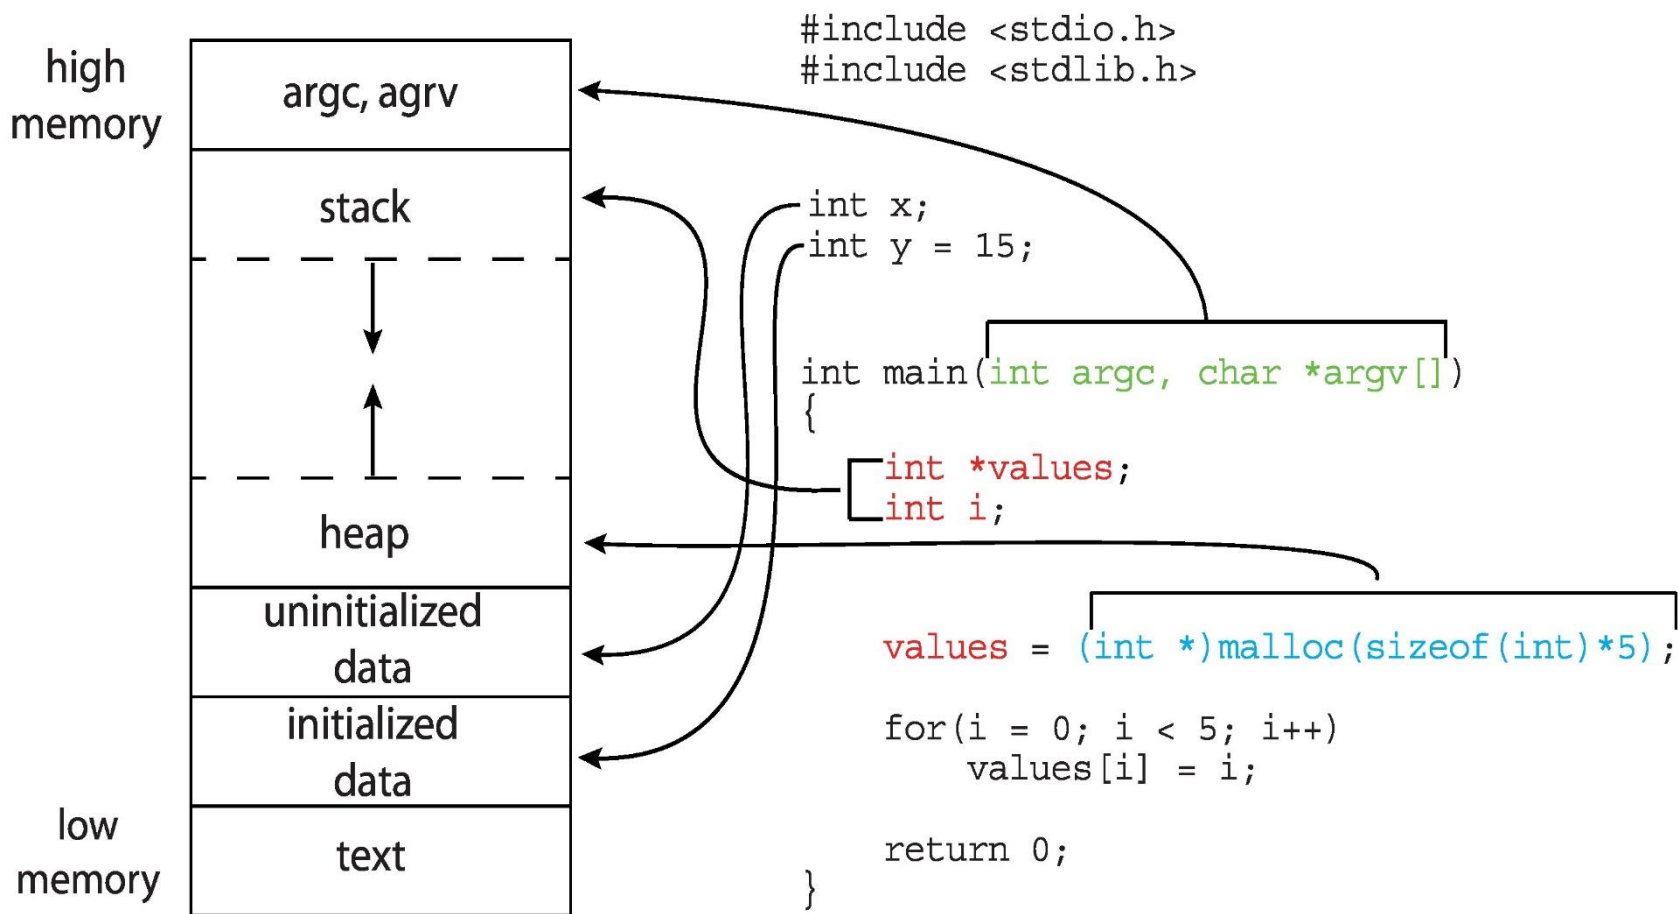 high
memory
argc, agrv
stack
heap
uninitialized
data
initialized
data
low
memory
text
#include <stdio.h>
#include <stdlib.h>
int x;
int y = 15;
int main(int argc, char *argv[])
{
int *values;
int i;
values = (int *)malloc(sizeof(int)*5);
for(i = 0; i < 5; i++)
values[i] = i;
return 0;
}